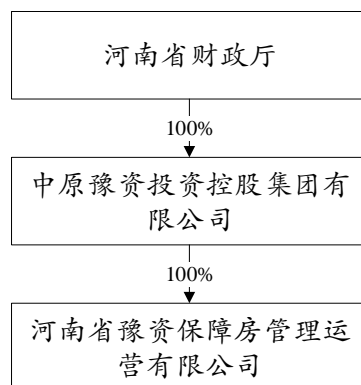 河南省财政厅
100%
中原豫资投资控股集团有
限公司
100%
河南省豫资保障房管理运
营有限公司